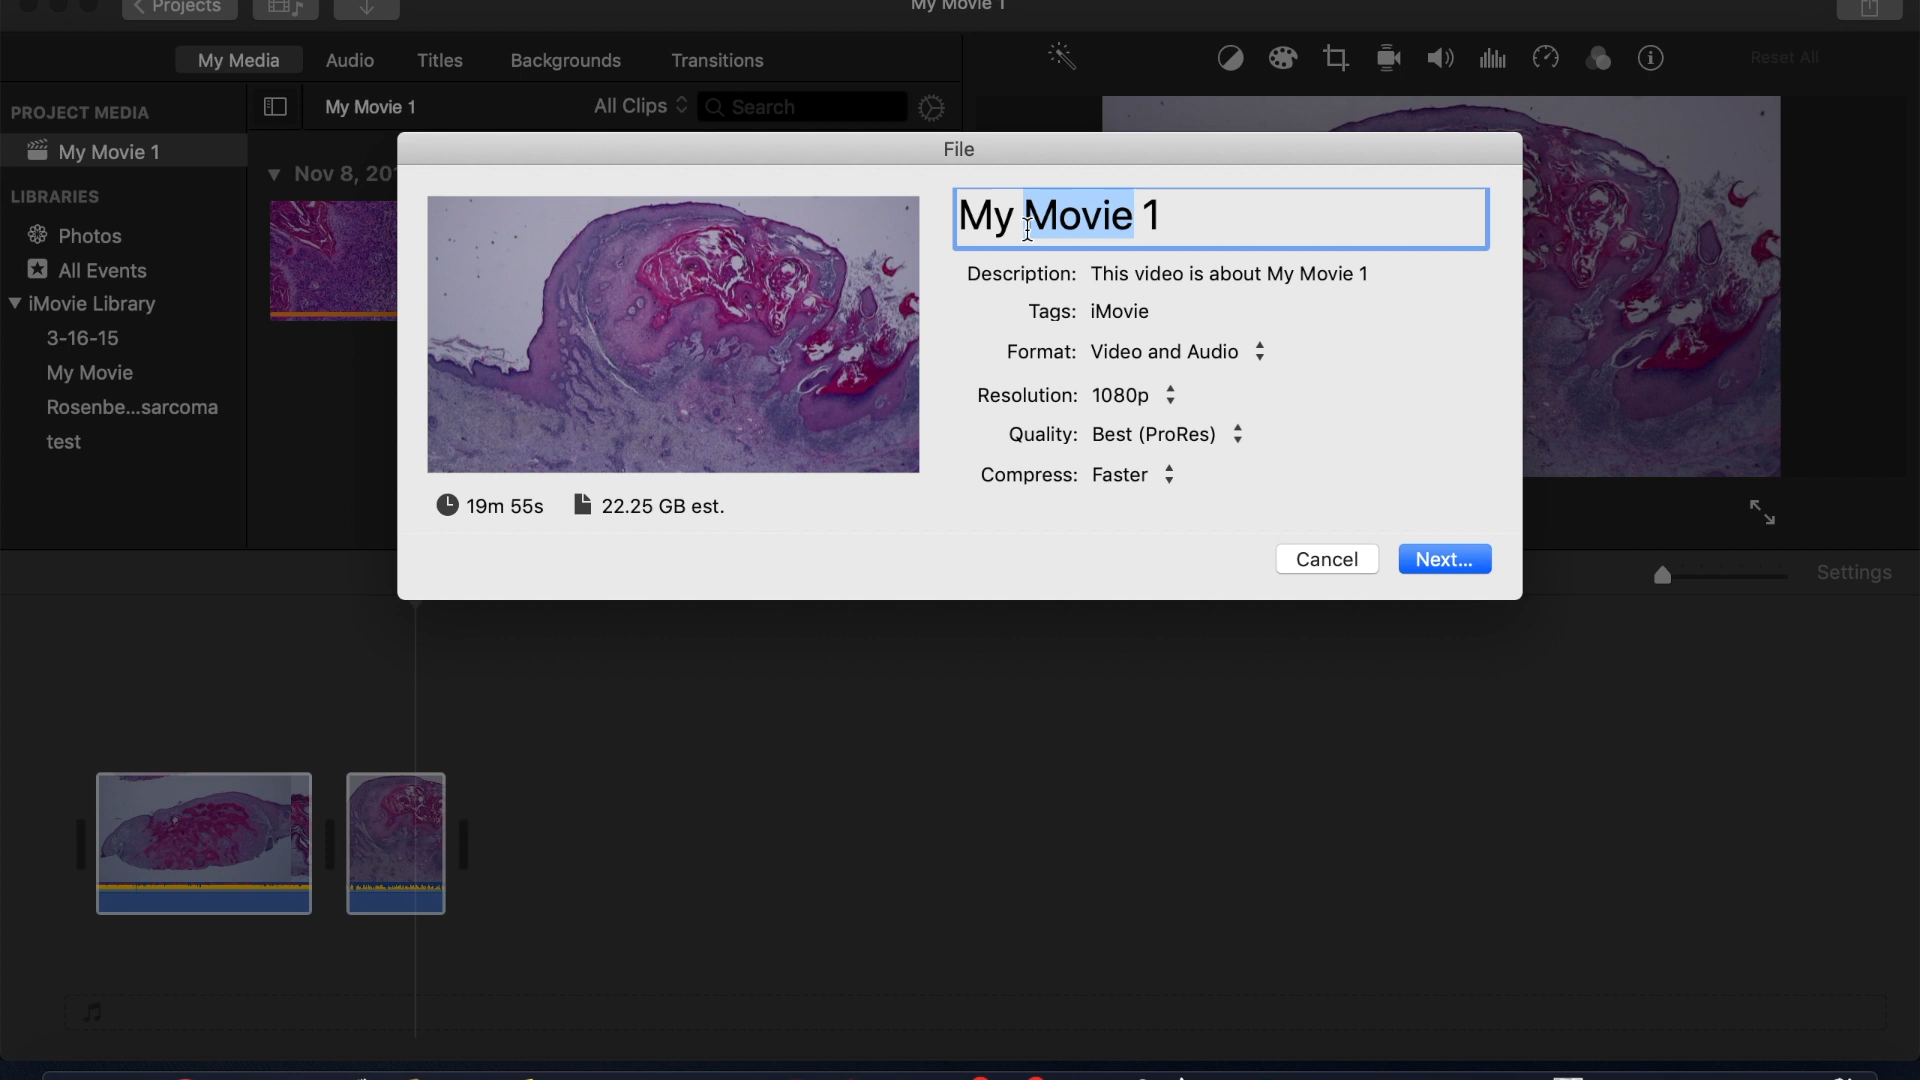 Projects
My Movie 1
My Media
Audio
Titles
Backgrounds
Transitions
Reset All
PROJECT MEDIA
My Movie 1
All Clips
Search
My Movie 1
Nov 8, 20
LIBRARIES
Photos
All Events
iMovie Library
3-16-15
My Movie
Rosenbe...sarcoma
test
File
My Movie 1
Description: This video is about My Movie 1
Tags: iMovie
Format: Video and Audio
Resolution: 1080p
Quality: Best (ProRes)
Compress: Faster
19m 55s
22.25 GB est.
Cancel
Next...
Settings